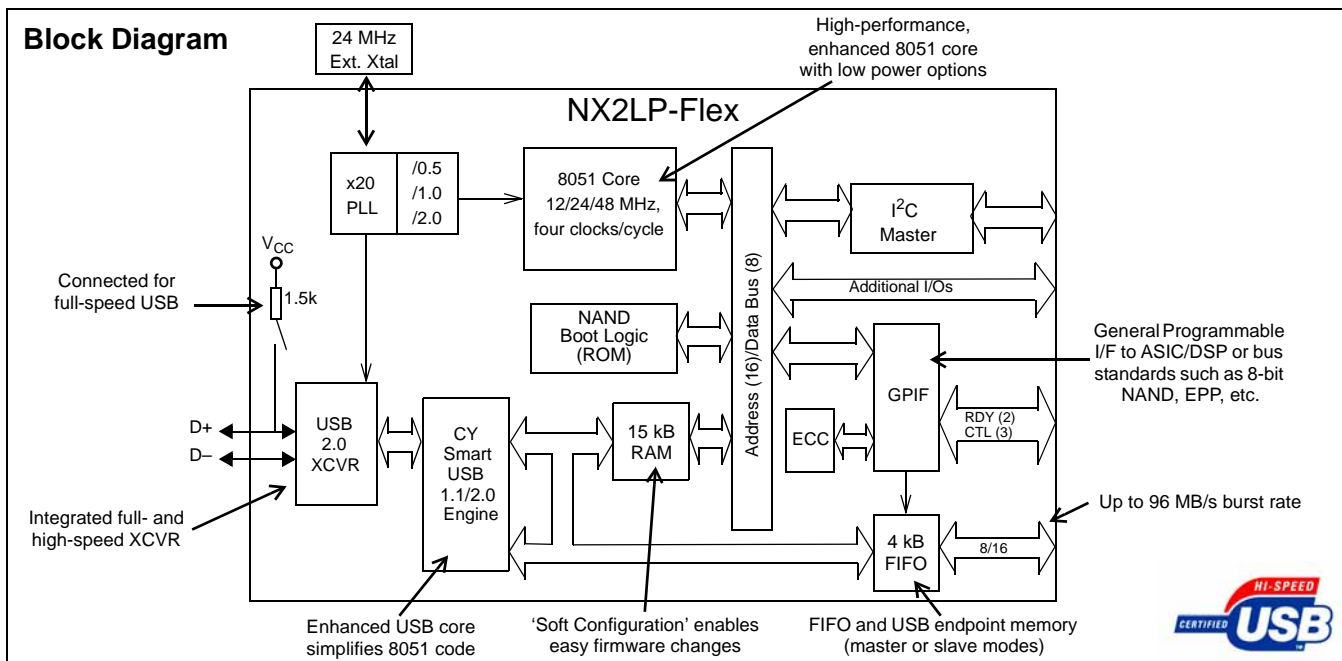 Block Diagram
24 MHz
Ext. Xtal
High-performance,
enhanced 8051 core
with low power options
NX2LP-Flex
x20
PLL
/0.5
/1.0
/2.0
8051 Core
12/24/48 MHz,
four clocks/cycle
Address (16)/Data Bus (8)
I²C
Master
VCC
1.5k
Connected for
full-speed USB
Additional I/Os
NAND
Boot Logic
(ROM)
General Programmable
I/F to ASIC/DSP or bus
standards such as 8-bit
NAND, EPP, etc.
GPIF
RDY (2)
CTL (3)
ECC
D+
D–
USB
2.0
XCVR
CY
Smart
USB
1.1/2.0
Engine
15 kB
RAM
Integrated full- and
high-speed XCVR
4 kB
FIFO
8/16
Up to 96 MB/s burst rate
Enhanced USB core
simplifies 8051 code
‘Soft Configuration’ enables
easy firmware changes
FIFO and USB endpoint memory
(master or slave modes)
HI-SPEED
CERTIFIED
USB
TM